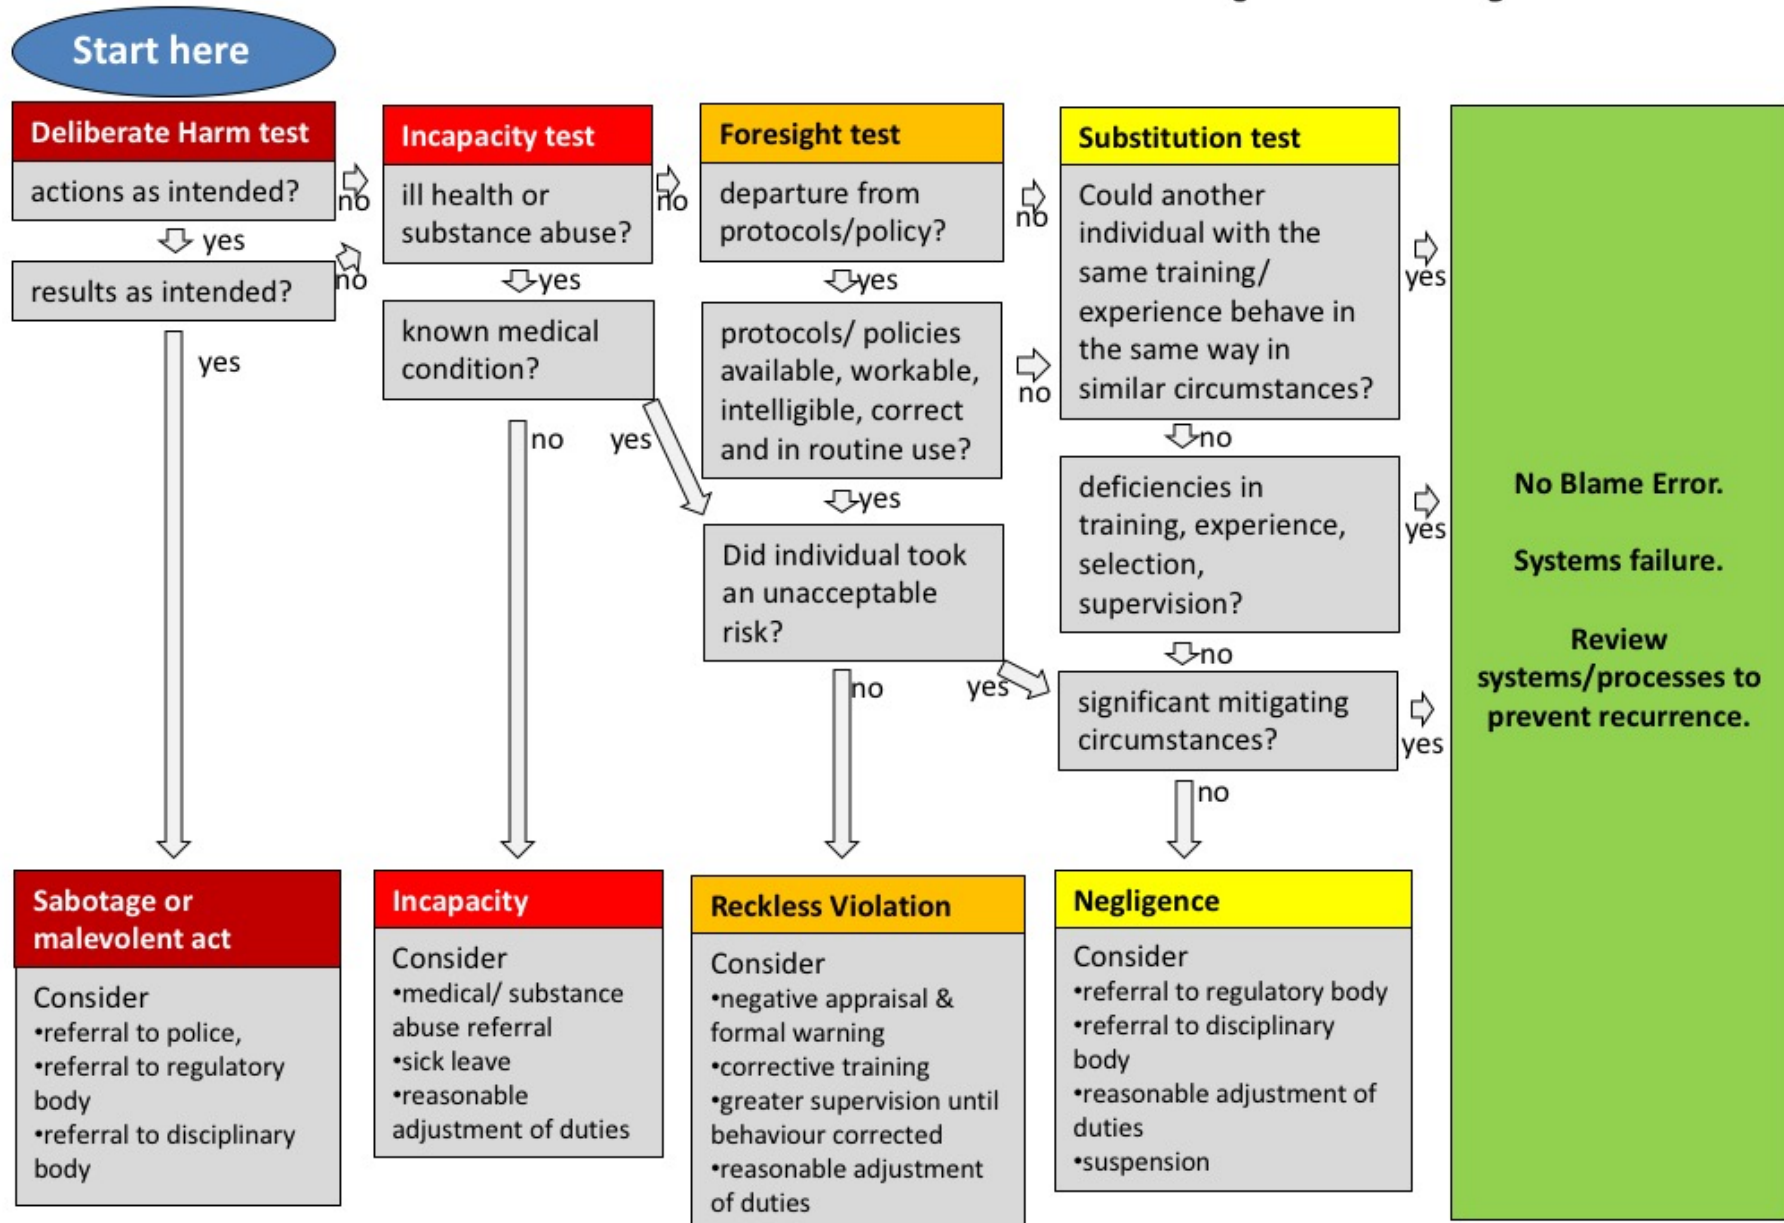 Start here
Deliberate Harm test
actions as intended?
no
yes
results as intended?
no
yes
Incapacity test
ill health or
substance abuse?
no
yes
known medical
condition?
no
yes
Foresight test
departure from
protocols/policy?
no
yes
protocols/ policies
available, workable,
intelligible, correct
and in routine use?
no
yes
Did individual took
an unacceptable
risk?
no
yes
Substitution test
Could another
individual with the
same training/
experience behave in
the same way in
similar circumstances?
yes
no
deficiencies in
training, experience,
selection,
supervision?
yes
no
significant mitigating
circumstances?
yes
no
No Blame Error.
Systems failure.
Review
systems/processes to
prevent recurrence.
Sabotage or
malevolent act
Consider
•referral to police,
•referral to regulatory
body
•referral to disciplinary
body
Incapacity
Consider
•medical/ substance
abuse referral
•sick leave
•reasonable
adjustment of duties
Reckless Violation
Consider
•negative appraisal &
formal warning
•corrective training
•greater supervision until
behaviour corrected
•reasonable adjustment
of duties
Negligence
Consider
•referral to regulatory body
•referral to disciplinary
body
•reasonable adjustment of
duties
•suspension